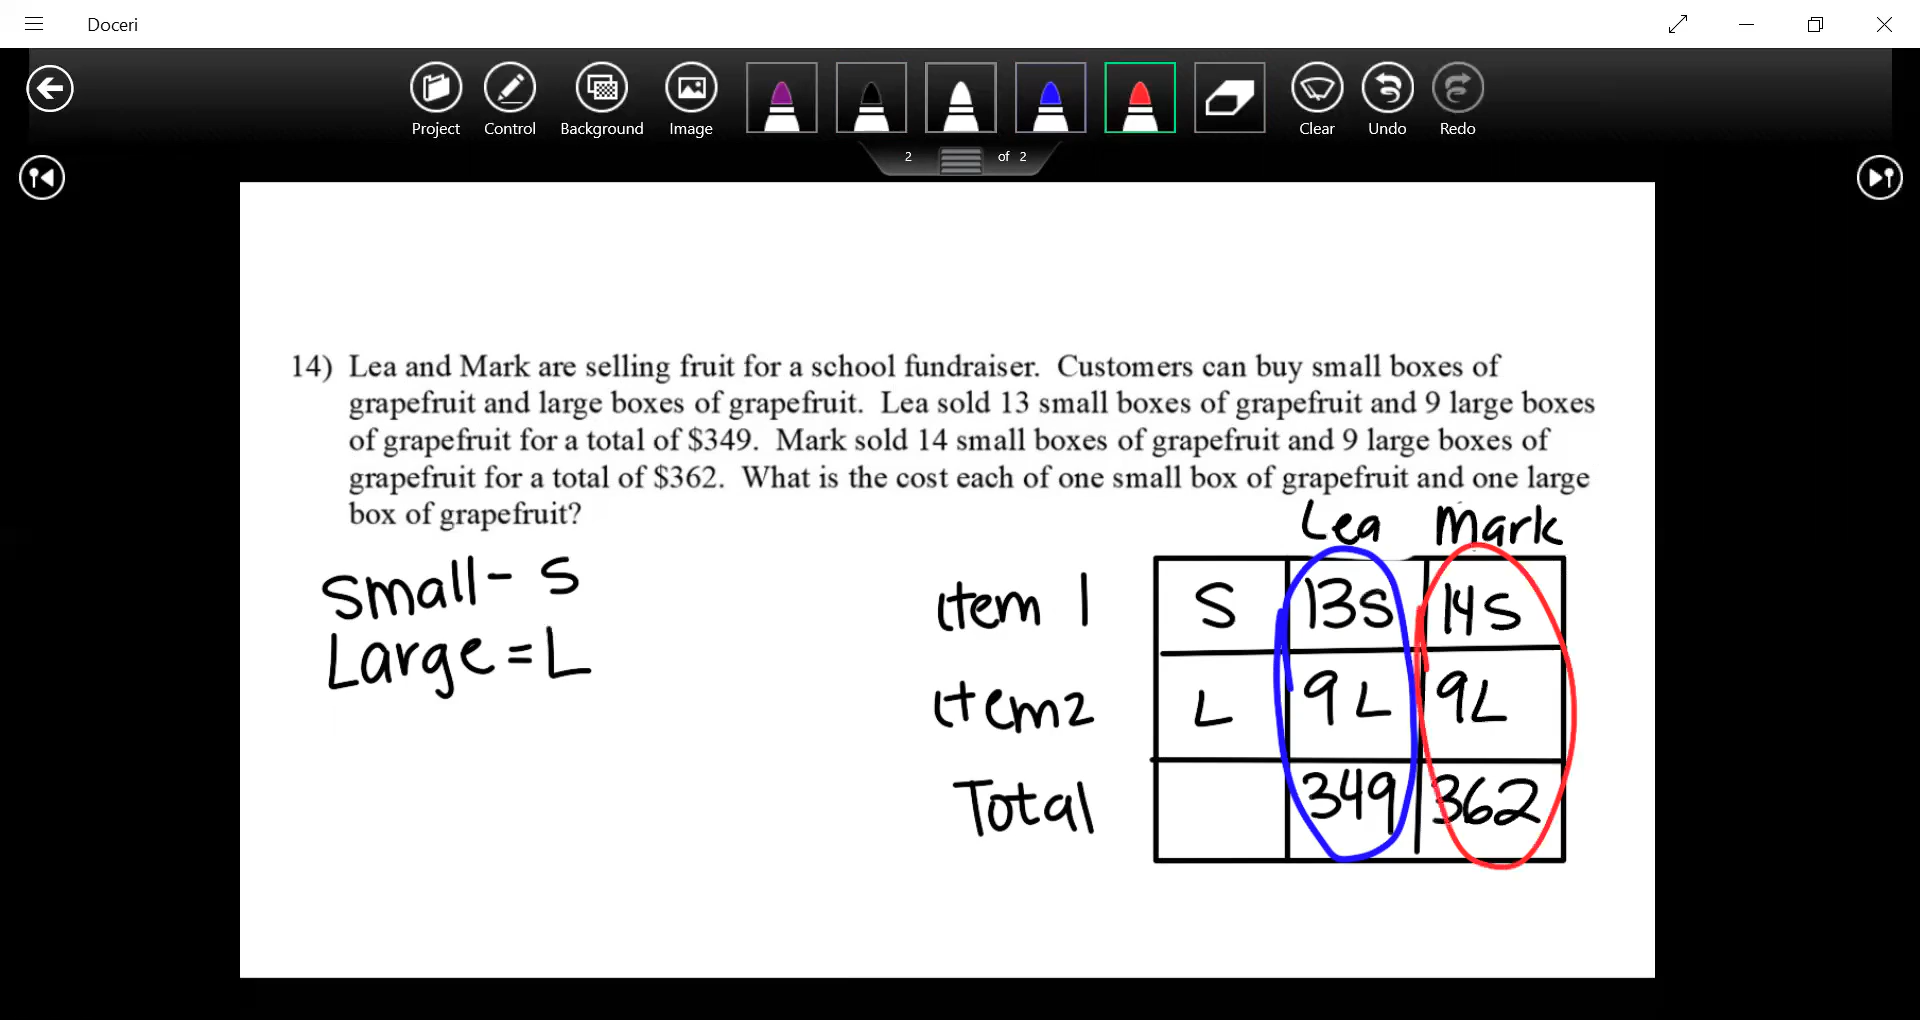 Doceri
Project Control Background Image Clear Undo Redo
2 of 2
14) Lea and Mark are selling fruit for a school fundraiser. Customers can buy small boxes of
grapefruit and large boxes of grapefruit. Lea sold 13 small boxes of grapefruit and 9 large boxes
of grapefruit for a total of $349. Mark sold 14 small boxes of grapefruit and 9 large boxes of
grapefruit for a total of $362. What is the cost each of one small box of grapefruit and one large
box of grapefruit?
Lea Mark
Small - S
Large = L
Item 1 S 13S 14S
Item 2 L 9L 9L
Total 349 362